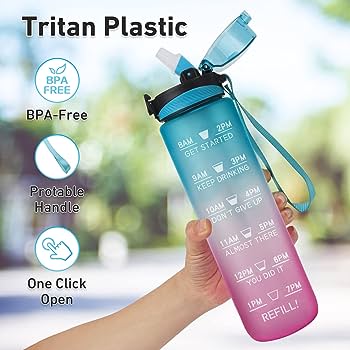 Tritan Plastic
BPA
FREE
BPA-Free
Protable
Handle
One Click
Open
8AM 2PM
GET STARTED
9AM 3PM
KEEP DRINKING
10AM 4PM
DON'T GIVE UP
11AM 5PM
ALMOST THERE
12PM 6PM
YOU DID IT
1PM 7PM
REFILL!